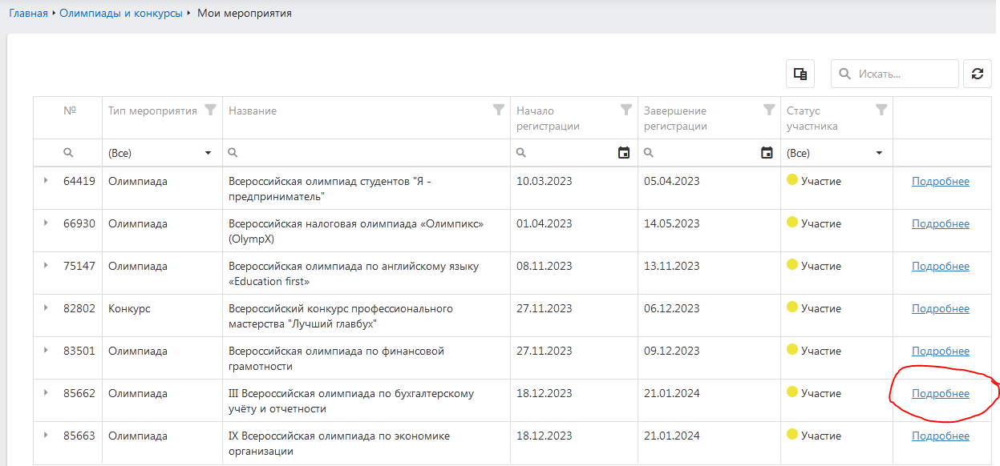 Главная Олимпиады и конкурсы Мои мероприятия
Искать...
№ Тип мероприятия Название Начало регистрации Завершение регистрации Статус участника
(Все) (Все)
64419 Олимпиада Всероссийская олимпиад студентов "Я - 10.03.2023 05.04.2023 Участие Подробнее
предприниматель"
66930 Олимпиада Всероссийская налоговая олимпиада «Олимпикс» 01.04.2023 14.05.2023 Участие Подробнее
(OlympX)
75147 Олимпиада Всероссийская олимпиада по английскому языку 08.11.2023 13.11.2023 Участие Подробнее
«Education first»
82802 Конкурс Всероссийский конкурс профессионального 27.11.2023 06.12.2023 Участие Подробнее
мастерства "Лучший главбух"
83501 Олимпиада Всероссийская олимпиада по финансовой 27.11.2023 09.12.2023 Участие Подробнее
грамотности
85662 Олимпиада III Всероссийская олимпиада по бухгалтерскому 18.12.2023 21.01.2024 Участие Подробнее
учёту и отчетности
85663 Олимпиада IX Всероссийская олимпиада по экономике 18.12.2023 21.01.2024 Участие Подробнее
организации